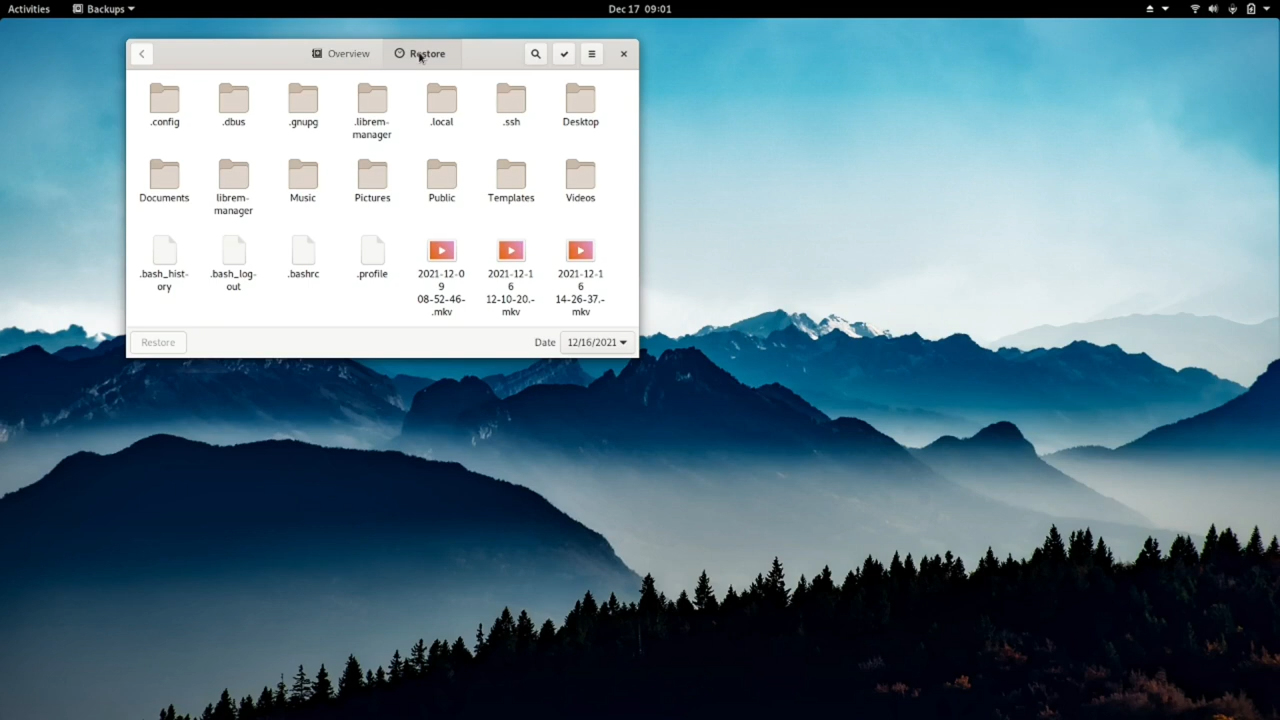 Activities Backups Dec 17 09:01
Overview Restore
.config .dbus .gnupg .librem- .local .ssh Desktop
manager
Documents librem- Music Pictures Public Templates Videos
manager
.bash_hist- .bash_log- .bashrc .profile 2021-12-0 2021-12-1 2021-12-1
ory out 9 6 6
08-52-46- 12-10-20.- 14-26-37.-
.mkv mkv mkv
Restore Date 12/16/2021